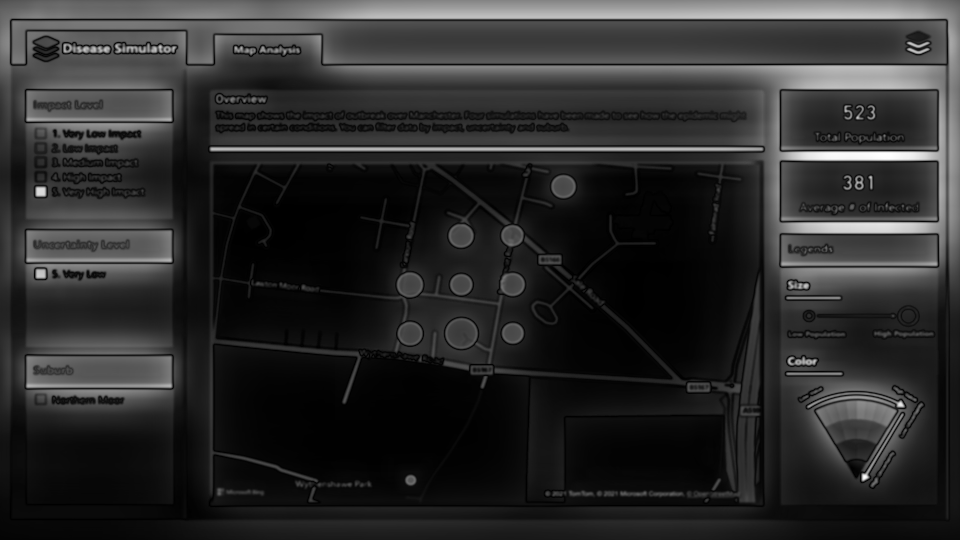 Disease Simulator
Map Analysis
Impact Level
1. Very Low Impact
2. Low Impact
3. Medium Impact
4. High Impact
5. Very High Impact
Uncertainty Level
5. Very Low
Suburb
Northern Moor
Overview
This map shows the impact of outbreak over Manchester. Four simulations have been made to see how the epidemic might
spread in certain conditions. You can filter data by impact, uncertainty and suburb.
Lawton Moor Road
Wythenshawe Park
Microsoft Bing
© 2021 TomTom, © 2021 Microsoft Corporation,
523
Total Population
381
Average # of Infected
Legends
Size
Low Population
High Population
Color